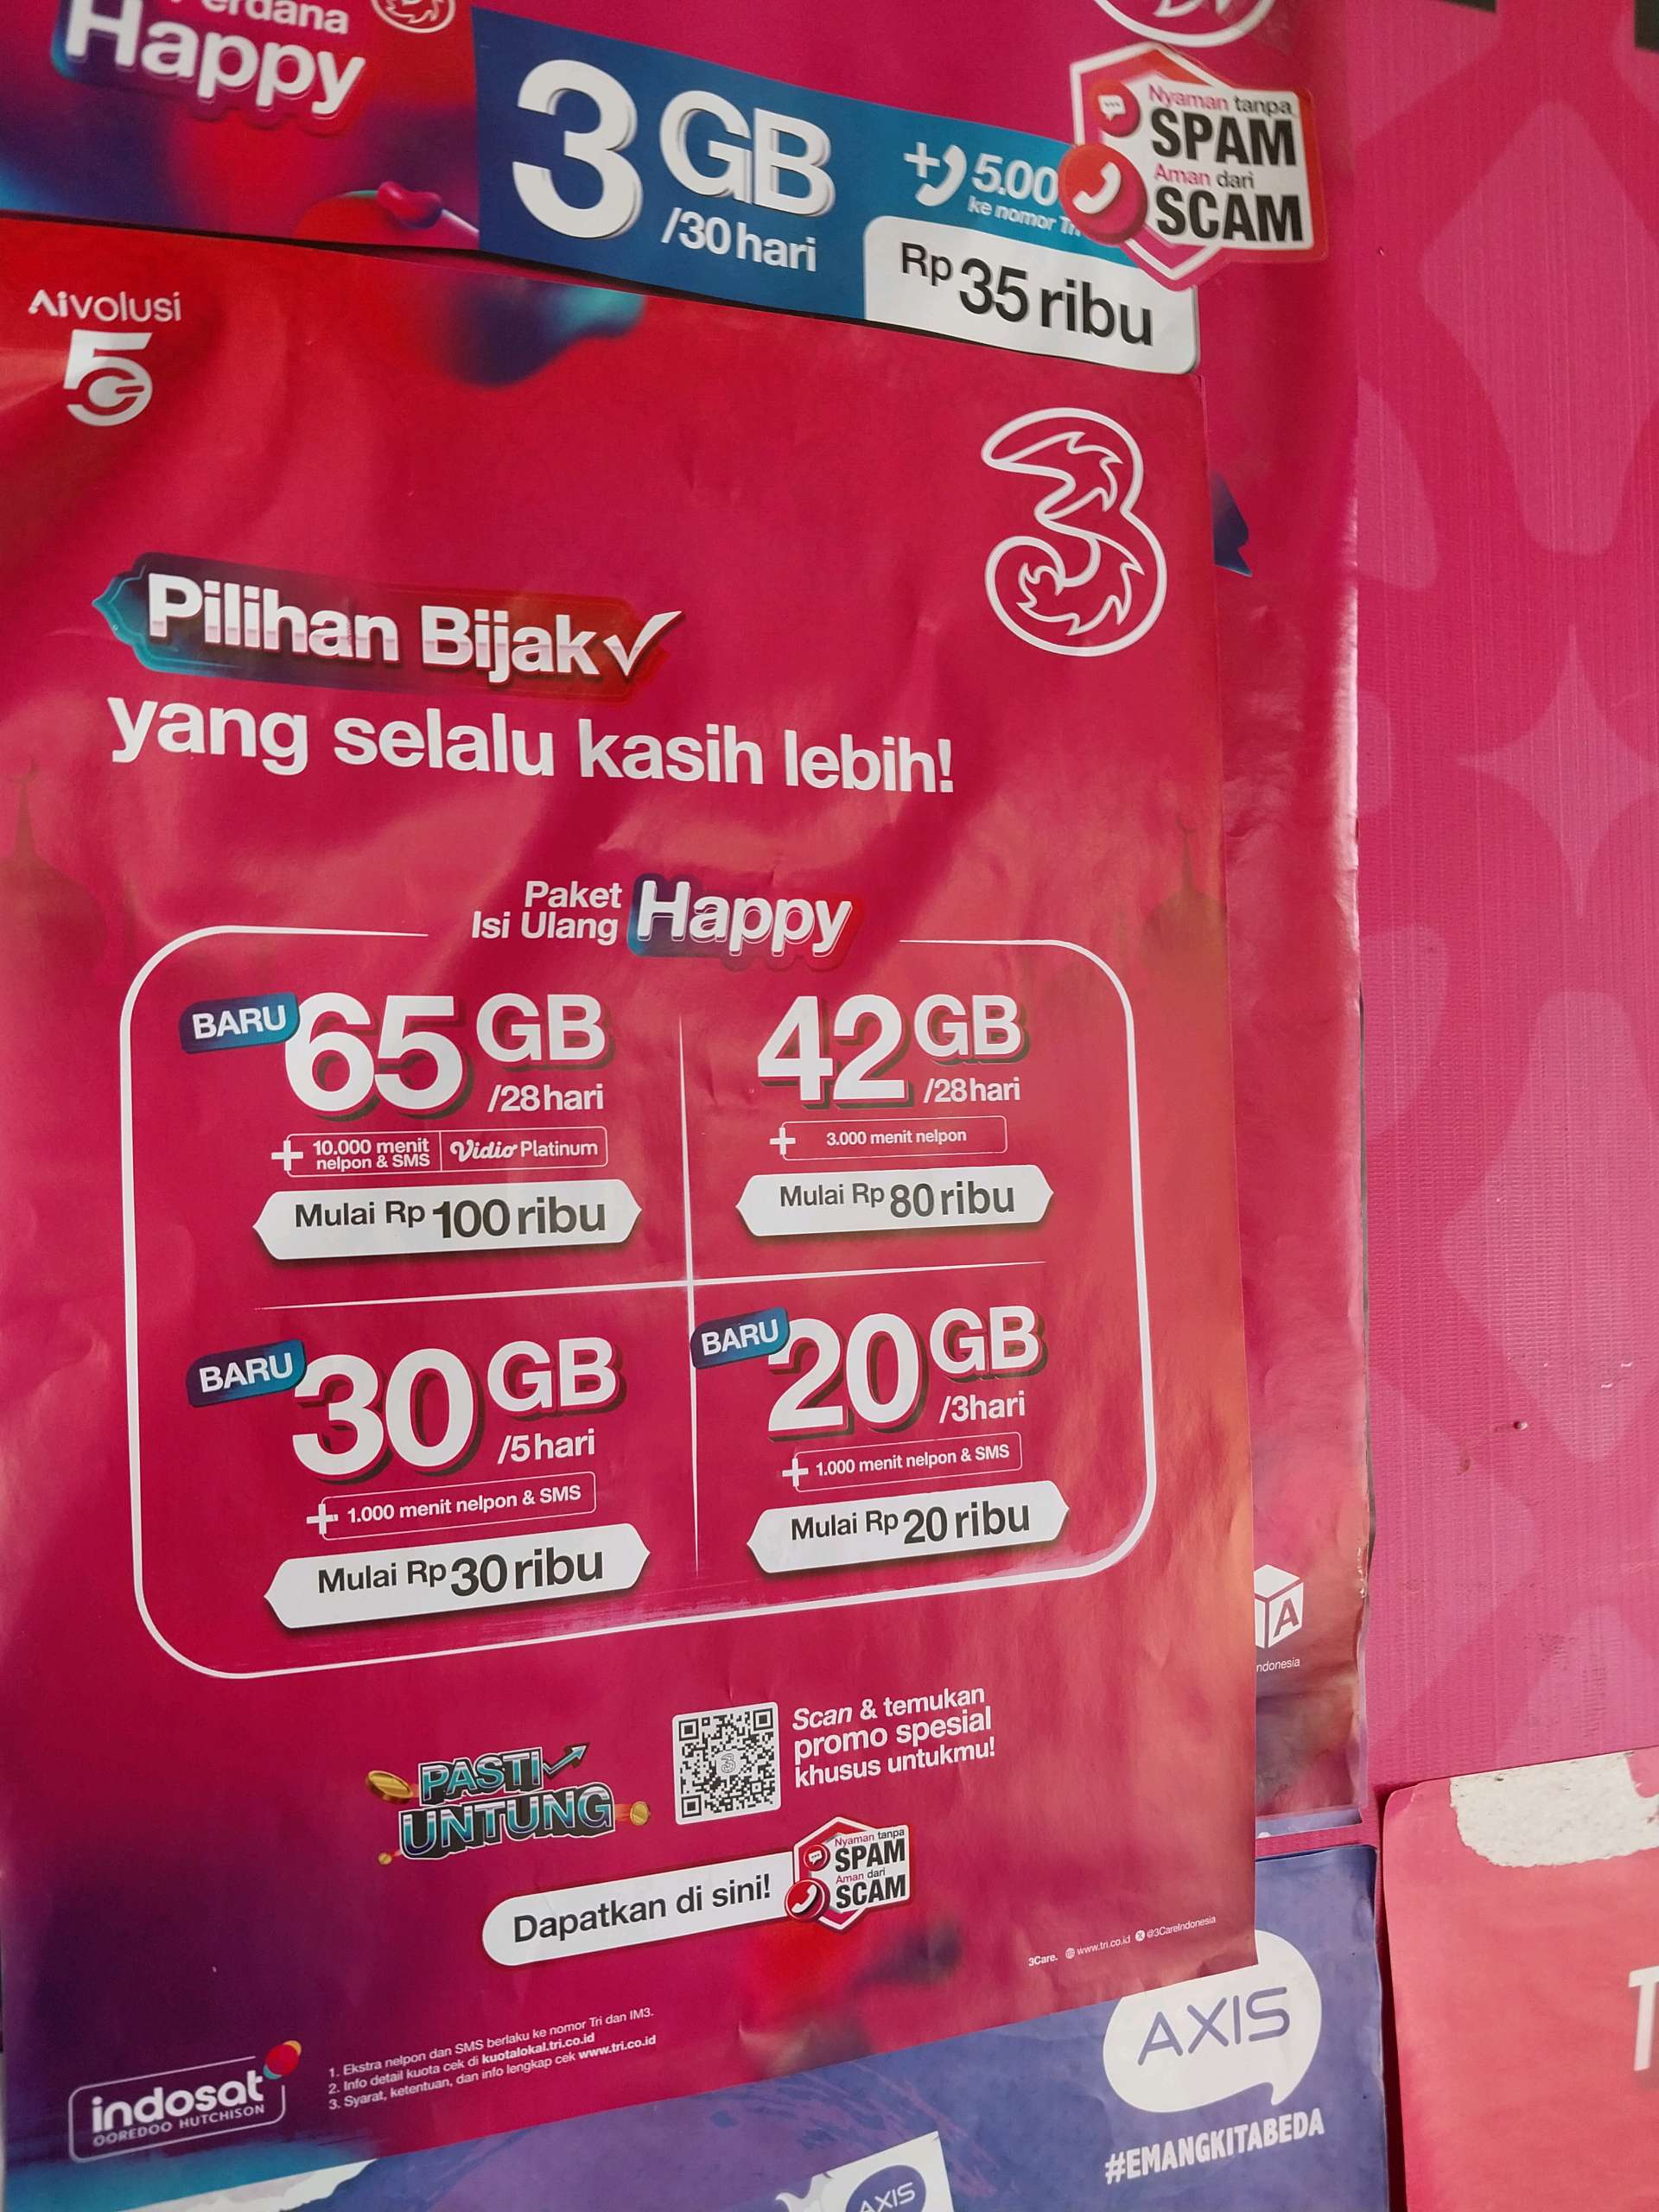 Happy
3 GB
/30 hari
ke nomor
Rp 35 ribu
Nyaman tanpa
SPAM
Aman dari
SCAM
AIvolusi
5G
3
Pilihan Bijak
yang selalu kasih lebih!
Paket
Isi Ulang Happy
BARU 65 GB
/28 hari
+ 10.000 menit
nelpon & SMS
Vidio Platinum
Mulai Rp 100 ribu
42 GB
/28 hari
+ 3.000 menit nelpon
Mulai Rp 80 ribu
BARU 30 GB
/5 hari
+ 1.000 menit nelpon & SMS
Mulai Rp 30 ribu
BARU 20 GB
/3hari
+ 1.000 menit nelpon & SMS
Mulai Rp 20 ribu
PASTI
UNTUNG
Scan & temukan
promo spesial
khusus untukmu!
Dapatkan di sini!
Nyaman tanpa
SPAM
Aman dari
SCAM
3Care. www.tri.co.id @3CareIndonesia
indosat
OOREDOO HUTCHISON
1. Ekstra nelpon dan SMS berlaku ke nomor Tri dan IM3.
2. Info detail kuota cek di kuotalokal.tri.co.id
3. Syarat, ketentuan, dan info lengkap cek www.tri.co.id
AXIS
#EMANGKITABEDA
AXIS